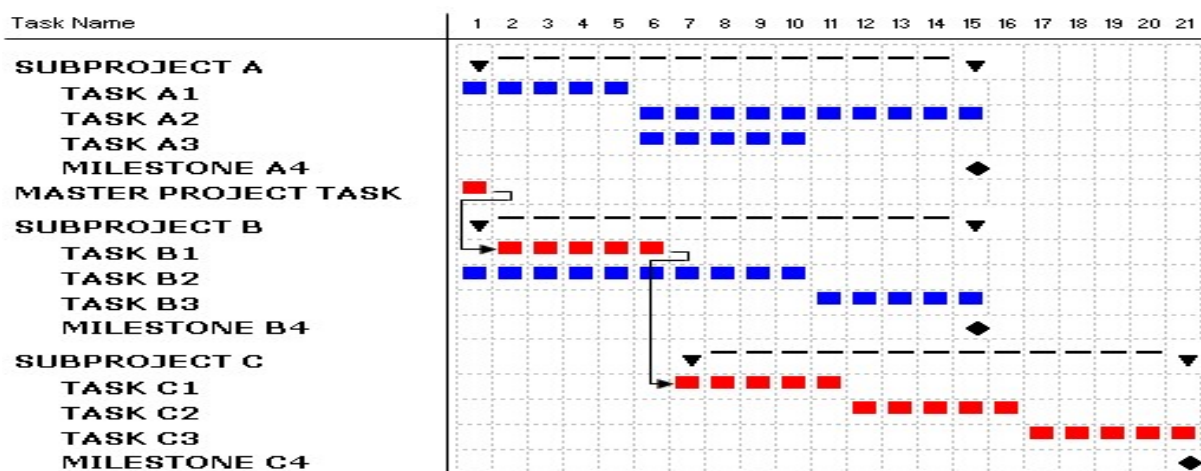 Task Name 1 2 3 4 5 6 7 8 9 10 11 12 13 14 15 16 17 18 19 20 21
SUBPROJECT A
TASK A1
TASK A2
TASK A3
MILESTONE A4
MASTER PROJECT TASK
SUBPROJECT B
TASK B1
TASK B2
TASK B3
MILESTONE B4
SUBPROJECT C
TASK C1
TASK C2
TASK C3
MILESTONE C4